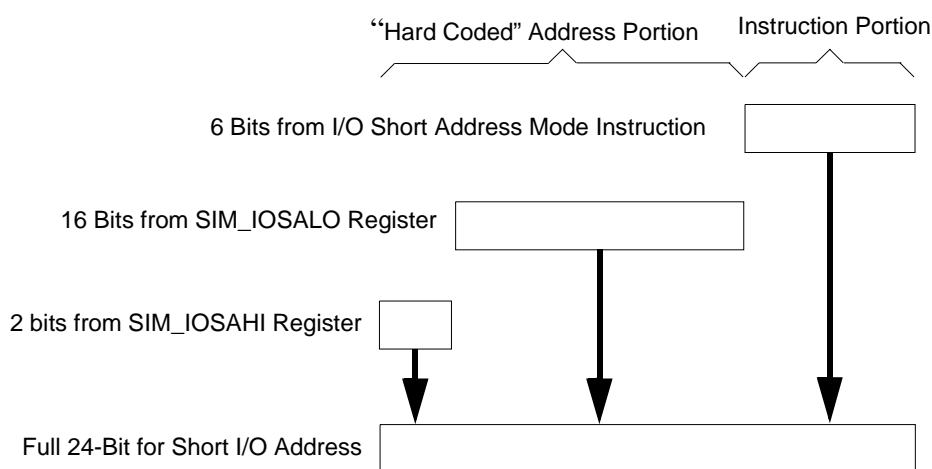 “Hard Coded” Address Portion
Instruction Portion
6 Bits from I/O Short Address Mode Instruction
16 Bits from SIM_IOSALO Register
2 bits from SIM_IOSAHI Register
Full 24-Bit for Short I/O Address